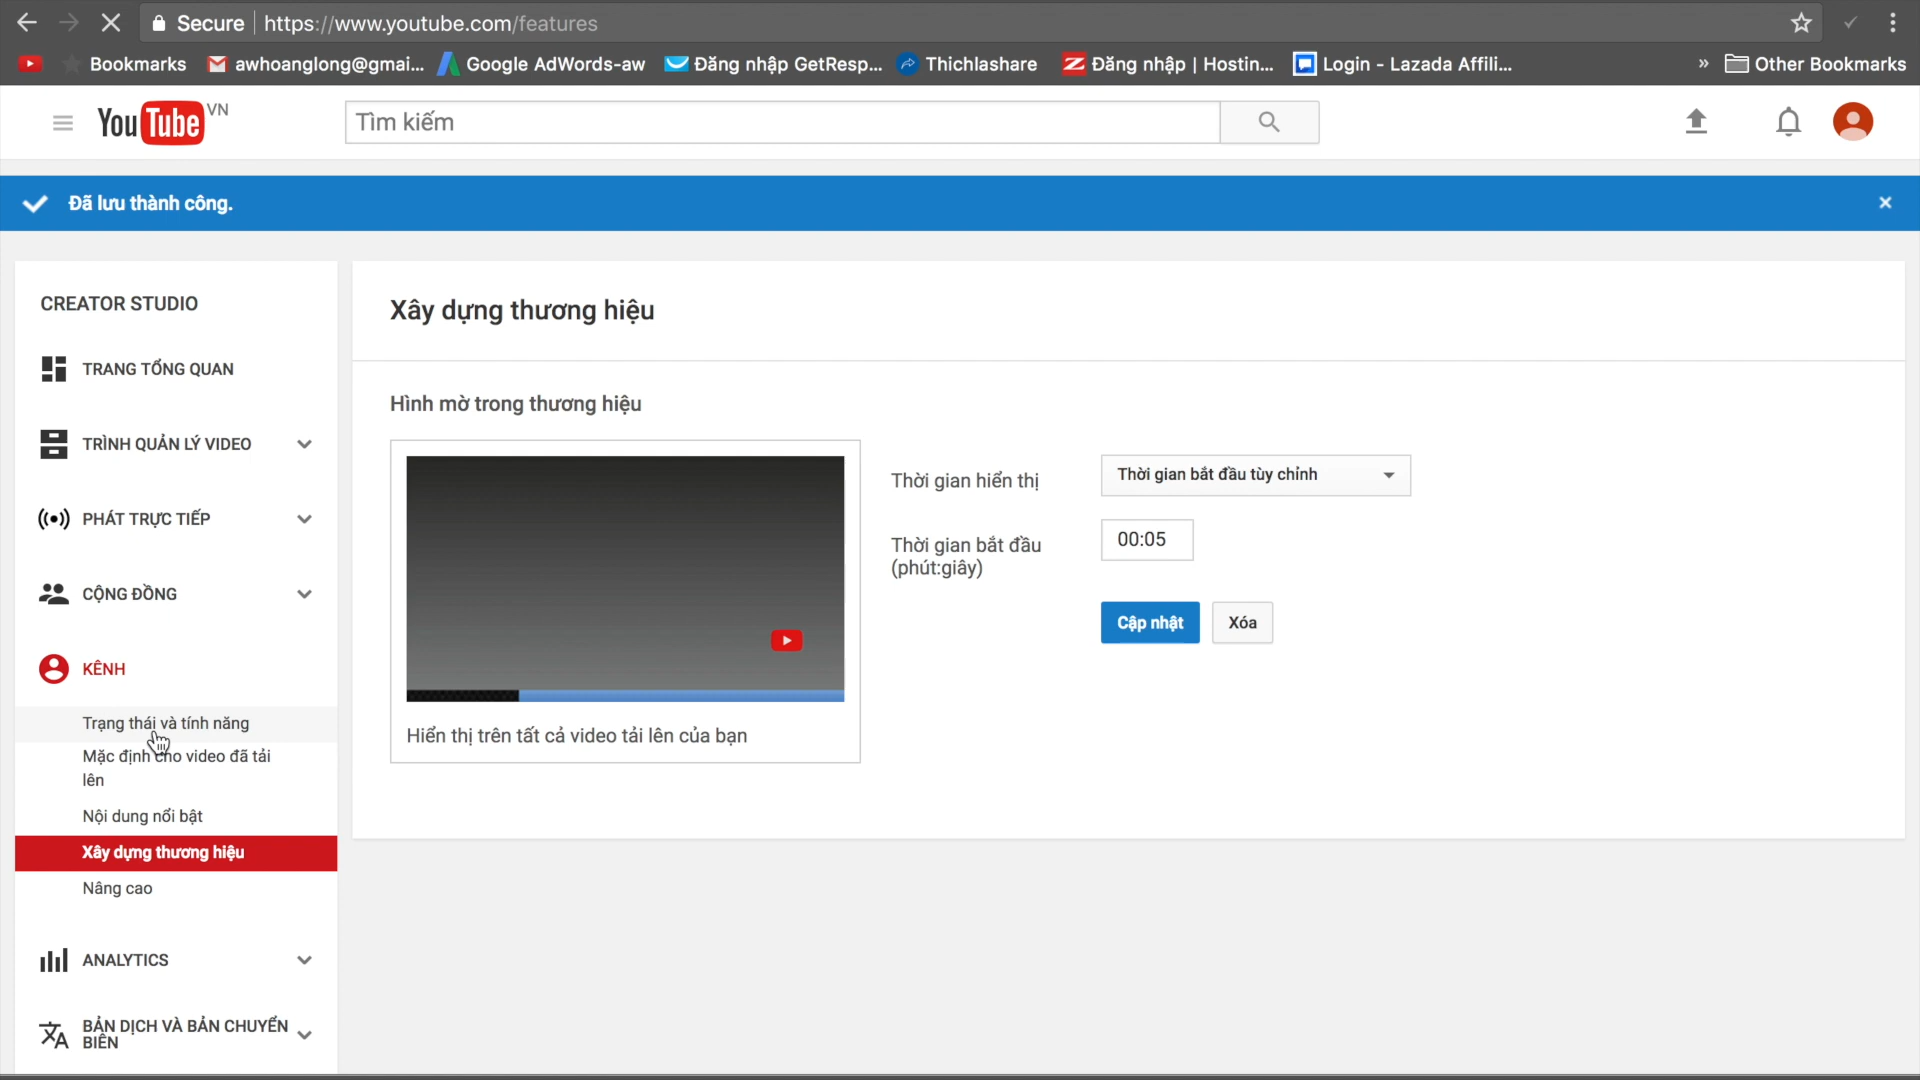 Secure https://www.youtube.com/features
Bookmarks awhoanglong@gmai... Google AdWords-aw Đăng nhập GetResp... Thichlashare Đăng nhập | Hostin... Login - Lazada Affili... » Other Bookmarks
YouTube VN
Tìm kiếm
Đã lưu thành công.
CREATOR STUDIO
TRANG TỔNG QUAN
TRÌNH QUẢN LÝ VIDEO
PHÁT TRỰC TIẾP
CỘNG ĐỒNG
KÊNH
Trạng thái và tính năng
Mặc định cho video đã tải
lên
Nội dung nổi bật
Xây dựng thương hiệu
Nâng cao
ANALYTICS
BẢN DỊCH VÀ BẢN CHUYỂN
BIÊN
Xây dựng thương hiệu
Hình mờ trong thương hiệu
Hiển thị trên tất cả video tải lên của bạn
Thời gian hiển thị
Thời gian bắt đầu tùy chỉnh
Thời gian bắt đầu
(phút:giây)
00:05
Cập nhật
Xóa